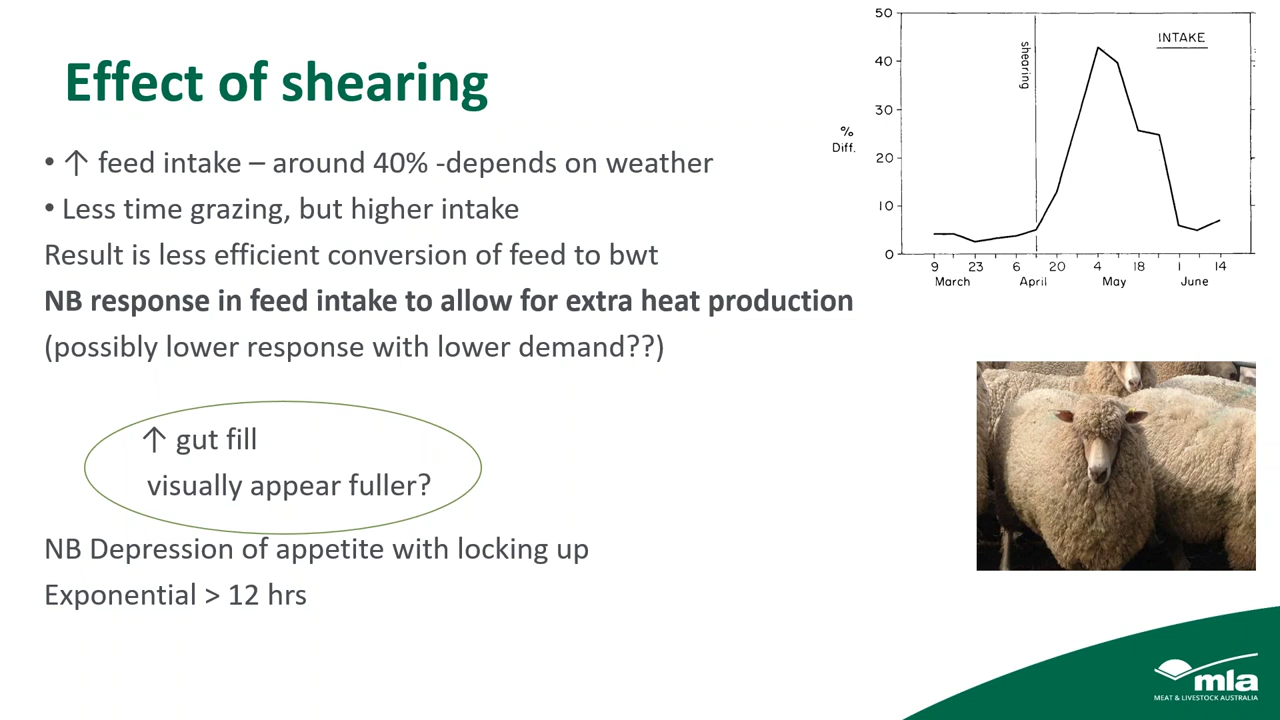 Effect of shearing
• ↑ feed intake – around 40% -depends on weather
• Less time grazing, but higher intake
Result is less efficient conversion of feed to bwt
NB response in feed intake to allow for extra heat production
(possibly lower response with lower demand??)
↑ gut fill
visually appear fuller?
NB Depression of appetite with locking up
Exponential > 12 hrs
INTAKE
shearing
%
Diff.
50
40
30
20
10
0
9 23 6 20 4 18 1 14
March April May June
mla
MEAT & LIVESTOCK AUSTRALIA